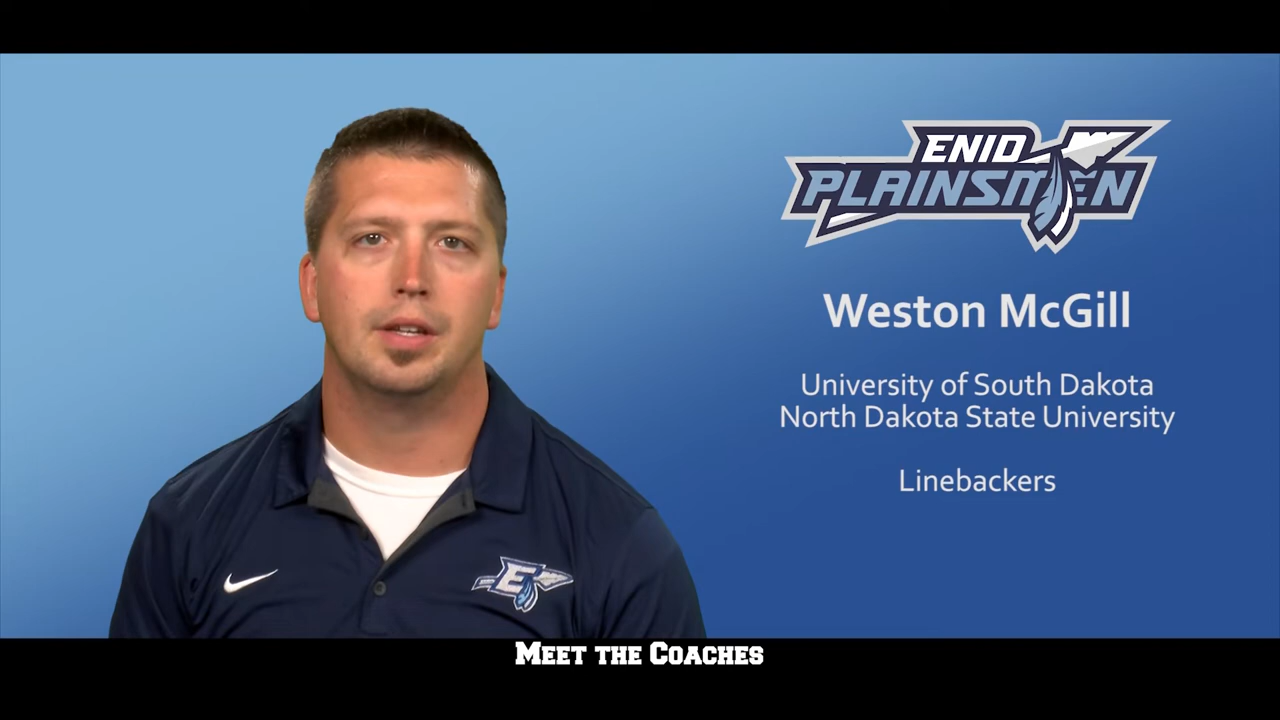 ENID
PLAINSMEN
Weston McGill
University of South Dakota
North Dakota State University
Linebackers
E
Meet the Coaches